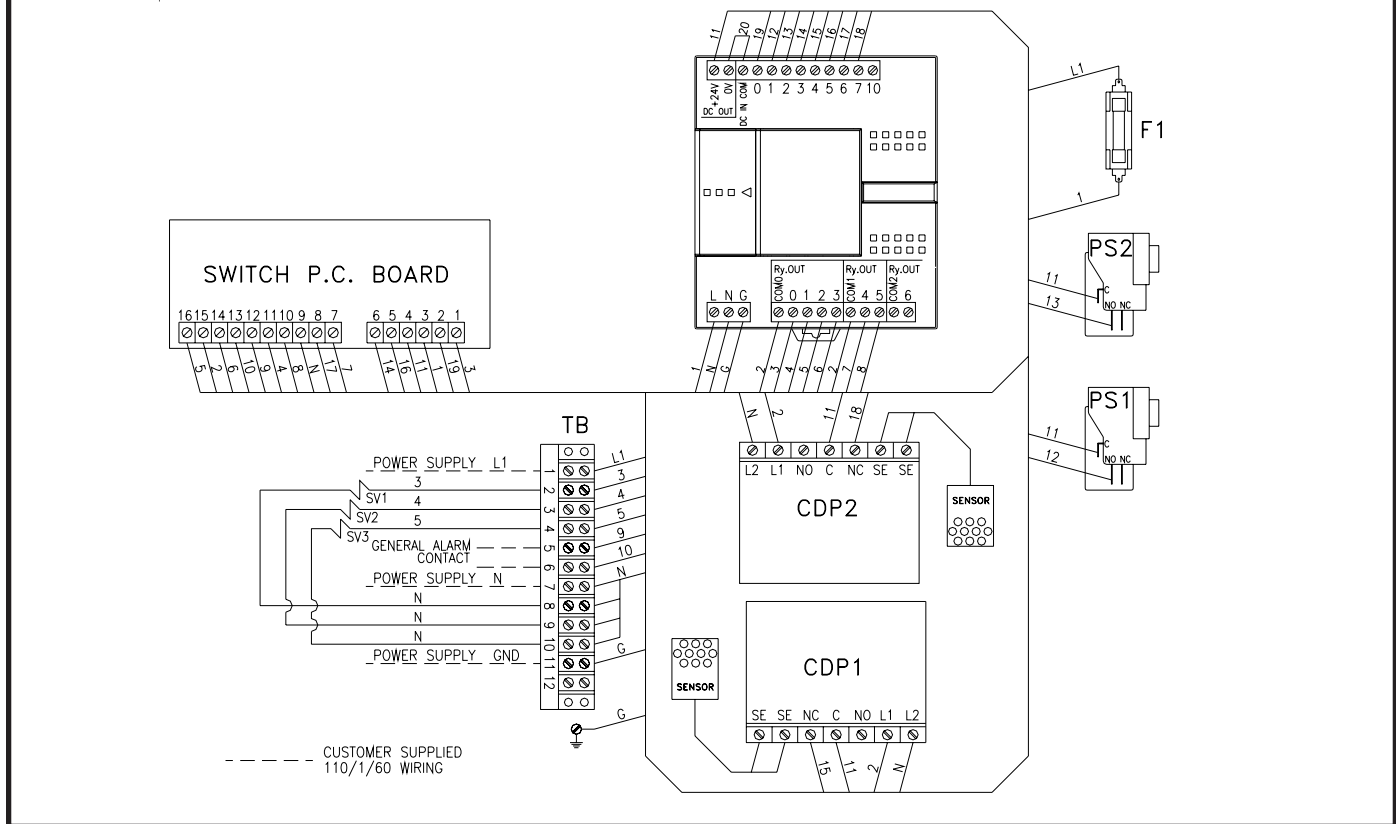 11 20 19 12 13 14 15 16 17 18
+24V 0V DC IN COM 0 1 2 3 4 5 6 7 10
DC OUT
L1
F1
1
PS2
11
C
13
NO NC
SWITCH P.C. BOARD
16 15 14 13 12 11 10 9 8 7 6 5 4 3 2 1
5 2 6 10 9 4 8 N 17 7 14 16 11 1 19 3
Ry.OUT Ry.OUT Ry.OUT
L N G COM0 0 1 2 3 COM1 4 5 COM2 6
1 N G 2 3 4 5 6 2 7 8
PS1
11
C
12
NO NC
N 2 11 18
L2 L1 NO C NC SE SE
CDP2
SENSOR
TB
POWER SUPPLY L1 1 L1
3 2 3
SV1 4 3 4
SV2 5 4 5
SV3
GENERAL ALARM 5 9
CONTACT 6 10
POWER SUPPLY N 7 N
N 8
N 9
N 10
POWER SUPPLY GND 11 G
12
G
SENSOR
CDP1
SE SE NC C NO L1 L2
15 11 2 N
CUSTOMER SUPPLIED
110/1/60 WIRING